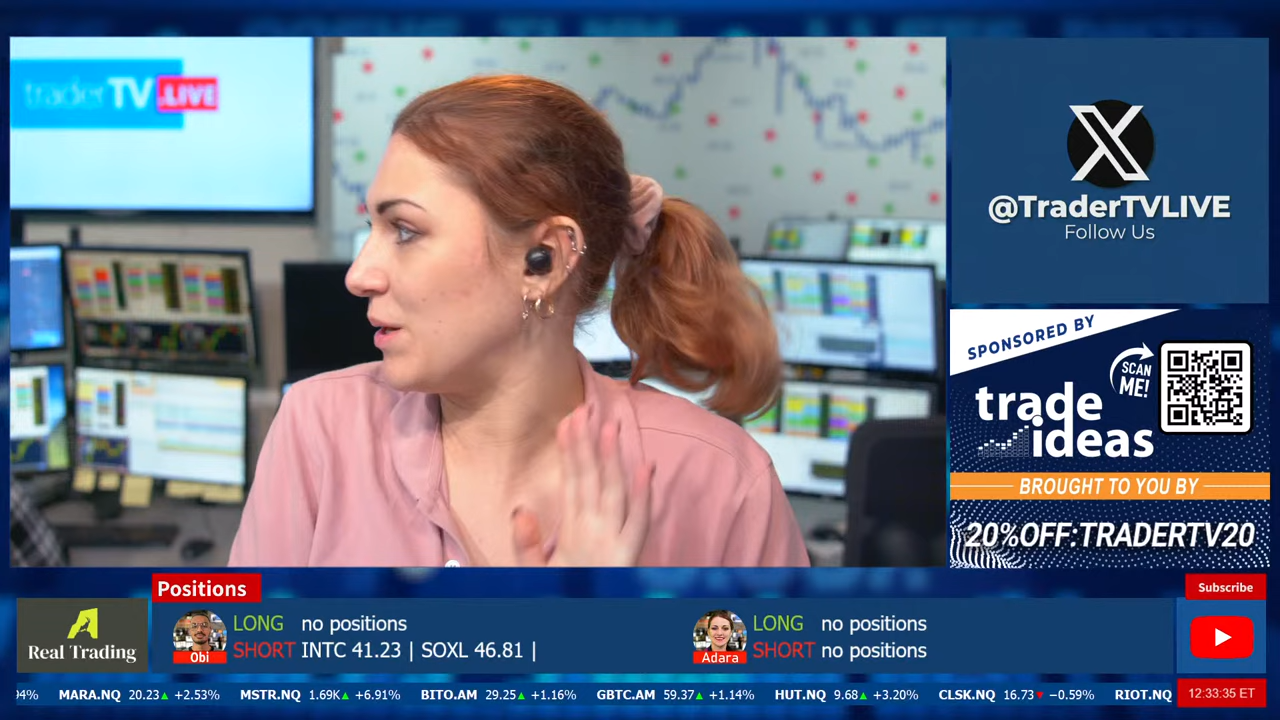 traderTV.LIVE
@TraderTVLIVE
Follow Us
SPONSORED BY
SCAN ME!
trade ideas
BROUGHT TO YOU BY
20%OFF:TRADERTV20
Positions
Subscribe
Real Trading
Obi
LONG no positions
SHORT INTC 41.23 | SOXL 46.81 |
Adara
LONG no positions
SHORT no positions
94% MARA.NQ 20.23▲ +2.53% MSTR.NQ 1.69K▲ +6.91% BITO.AM 29.25▲ +1.16% GBTC.AM 59.37▲ +1.14% HUT.NQ 9.68▲ +3.20% CLSK.NQ 16.73▼ −0.59% RIOT.NQ
12:33:35 ET